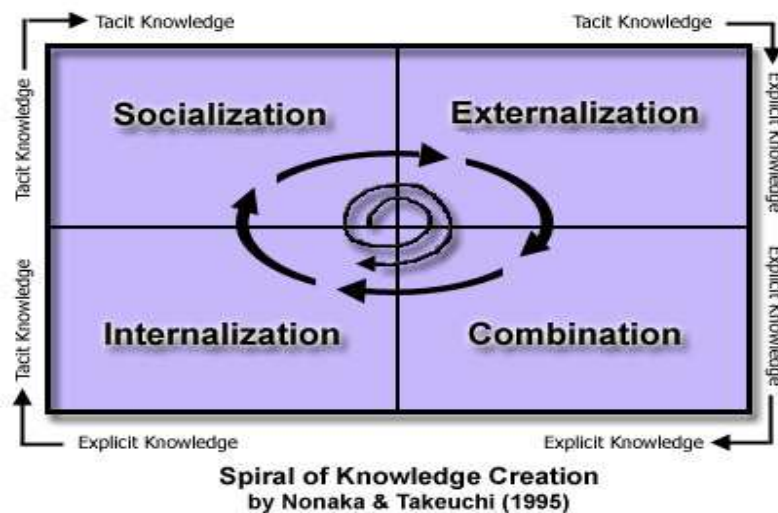 Tacit Knowledge
Tacit Knowledge
Tacit Knowledge
Explicit Knowledge
Socialization
Externalization
Tacit Knowledge
Explicit Knowledge
Internalization
Combination
Explicit Knowledge
Explicit Knowledge
Spiral of Knowledge Creation
by Nonaka & Takeuchi (1995)